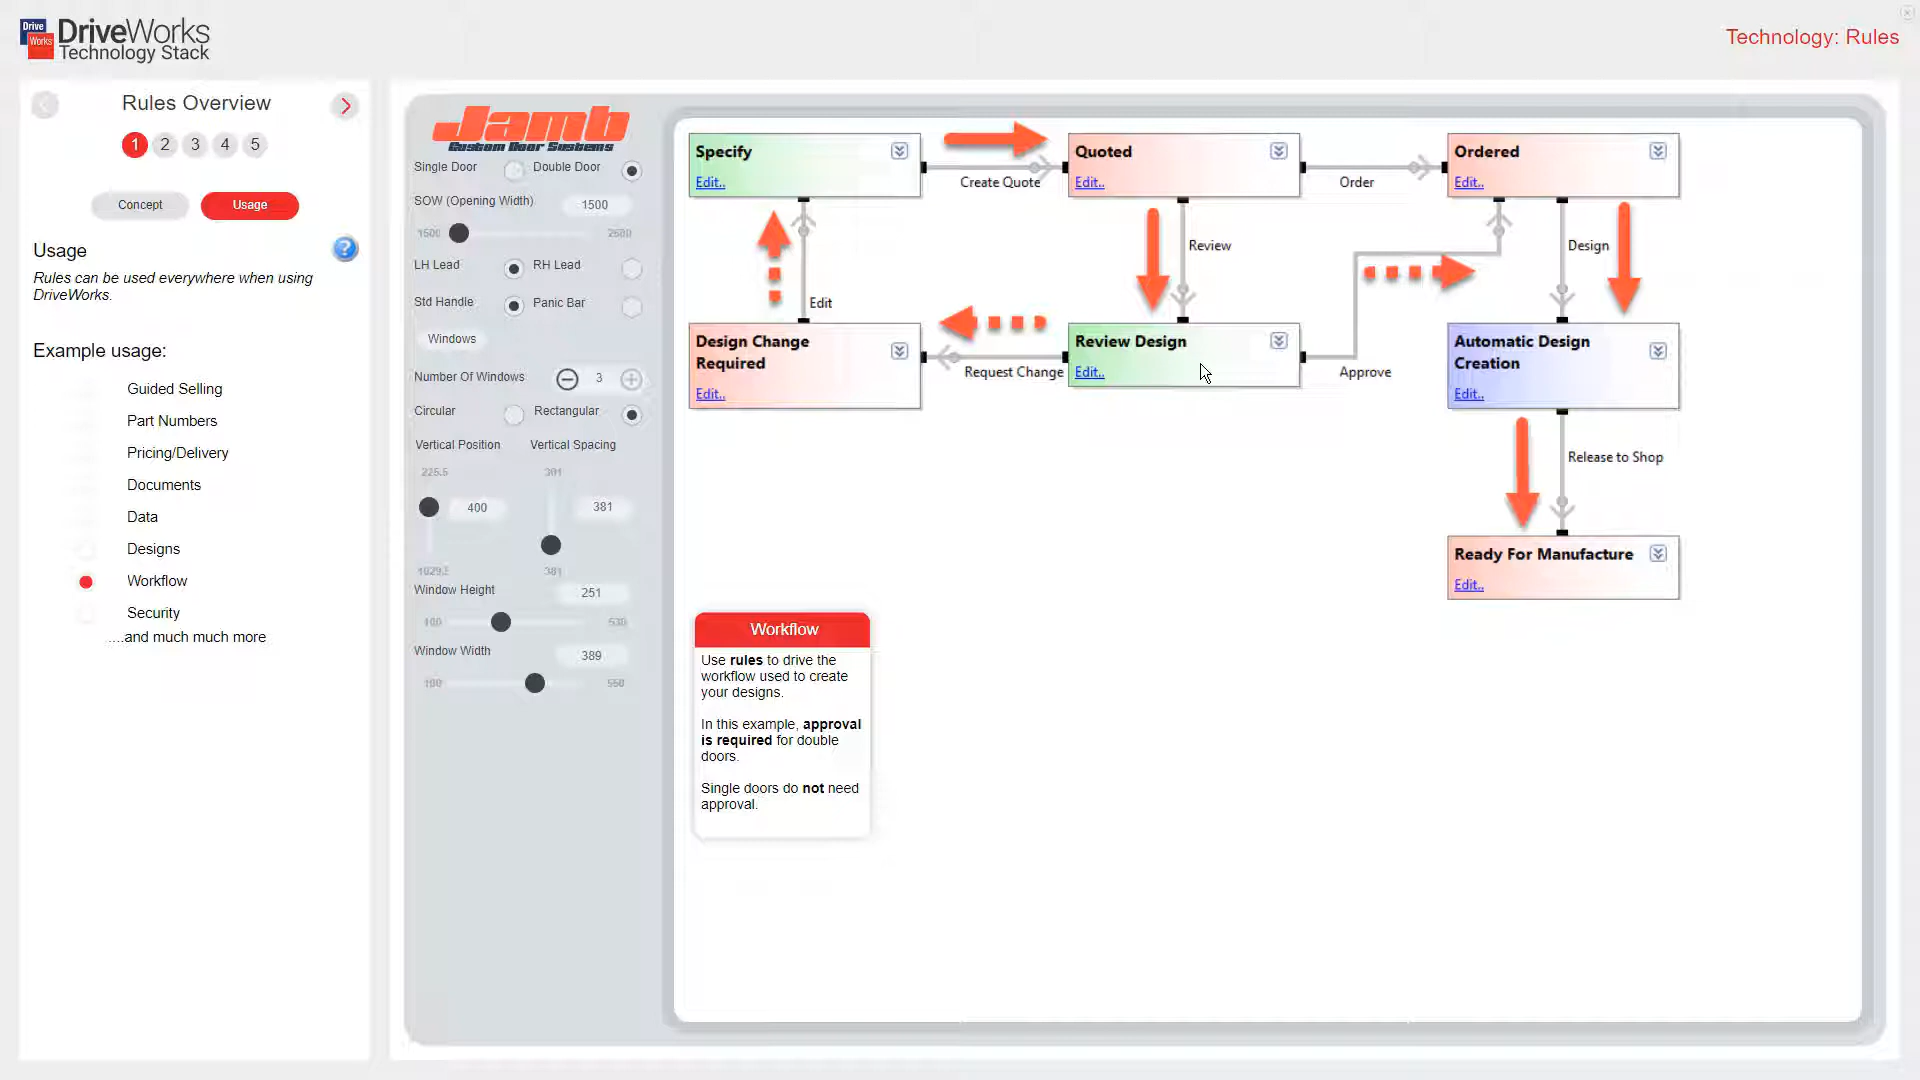 Drive
Works
DriveWorks
Technology Stack
Technology: Rules
Rules Overview
1 2 3 4 5
Concept
Usage
Usage
Rules can be used everywhere when using
DriveWorks.
Example usage:
Guided Selling
Part Numbers
Pricing/Delivery
Documents
Data
Designs
Workflow
Security
....and much much more
Jamb
Custom Door Systems
Single Door
Double Door
SOW (Opening Width)
1500
1500
2500
LH Lead
RH Lead
Std Handle
Panic Bar
Windows
Number Of Windows
3
Circular
Rectangular
Vertical Position
Vertical Spacing
225.5
301
400
381
1029.5
381
Window Height
251
100
530
Window Width
389
100
550
Specify
Edit..
Create Quote
Quoted
Edit..
Order
Ordered
Edit..
Review
Design
Edit
Design Change
Required
Edit..
Request Change
Review Design
Edit..
Approve
Automatic Design
Creation
Edit..
Release to Shop
Ready For Manufacture
Edit..
Workflow
Use rules to drive the
workflow used to create
your designs.
In this example, approval
is required for double
doors.
Single doors do not need
approval.